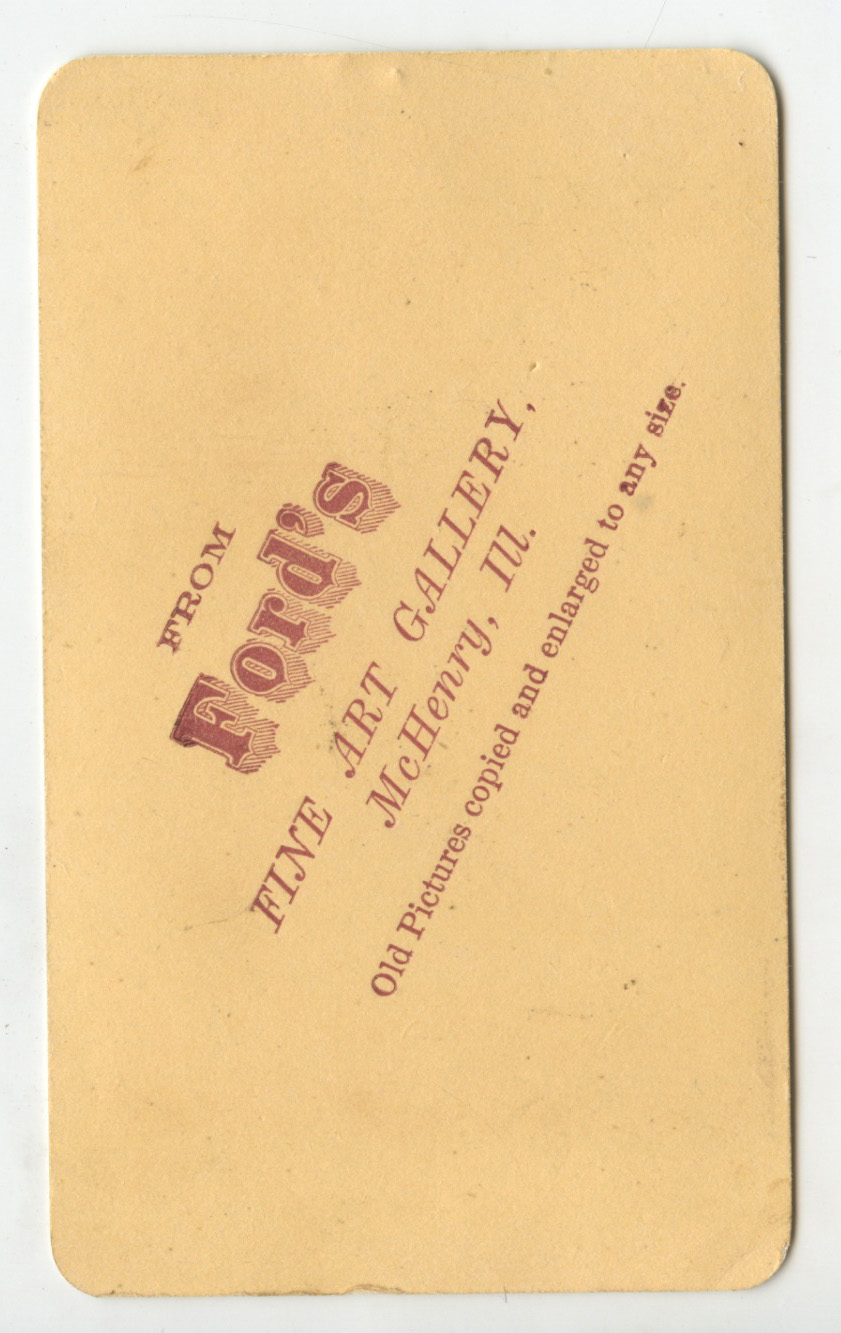 FROM
Ford's
FINE ART GALLERY,
McHenry, Ill.
Old Pictures copied and enlarged to any size.